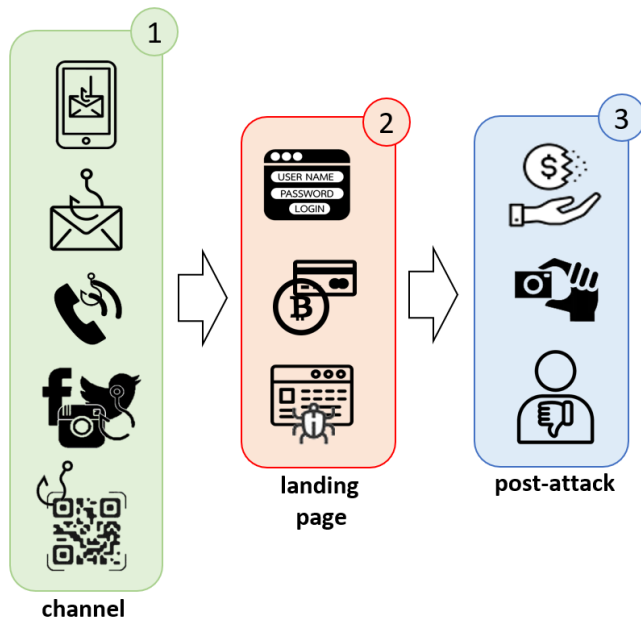 1
2
3
USER NAME
PASSWORD
LOGIN
$
₿
f
channel
landing
page
post-attack